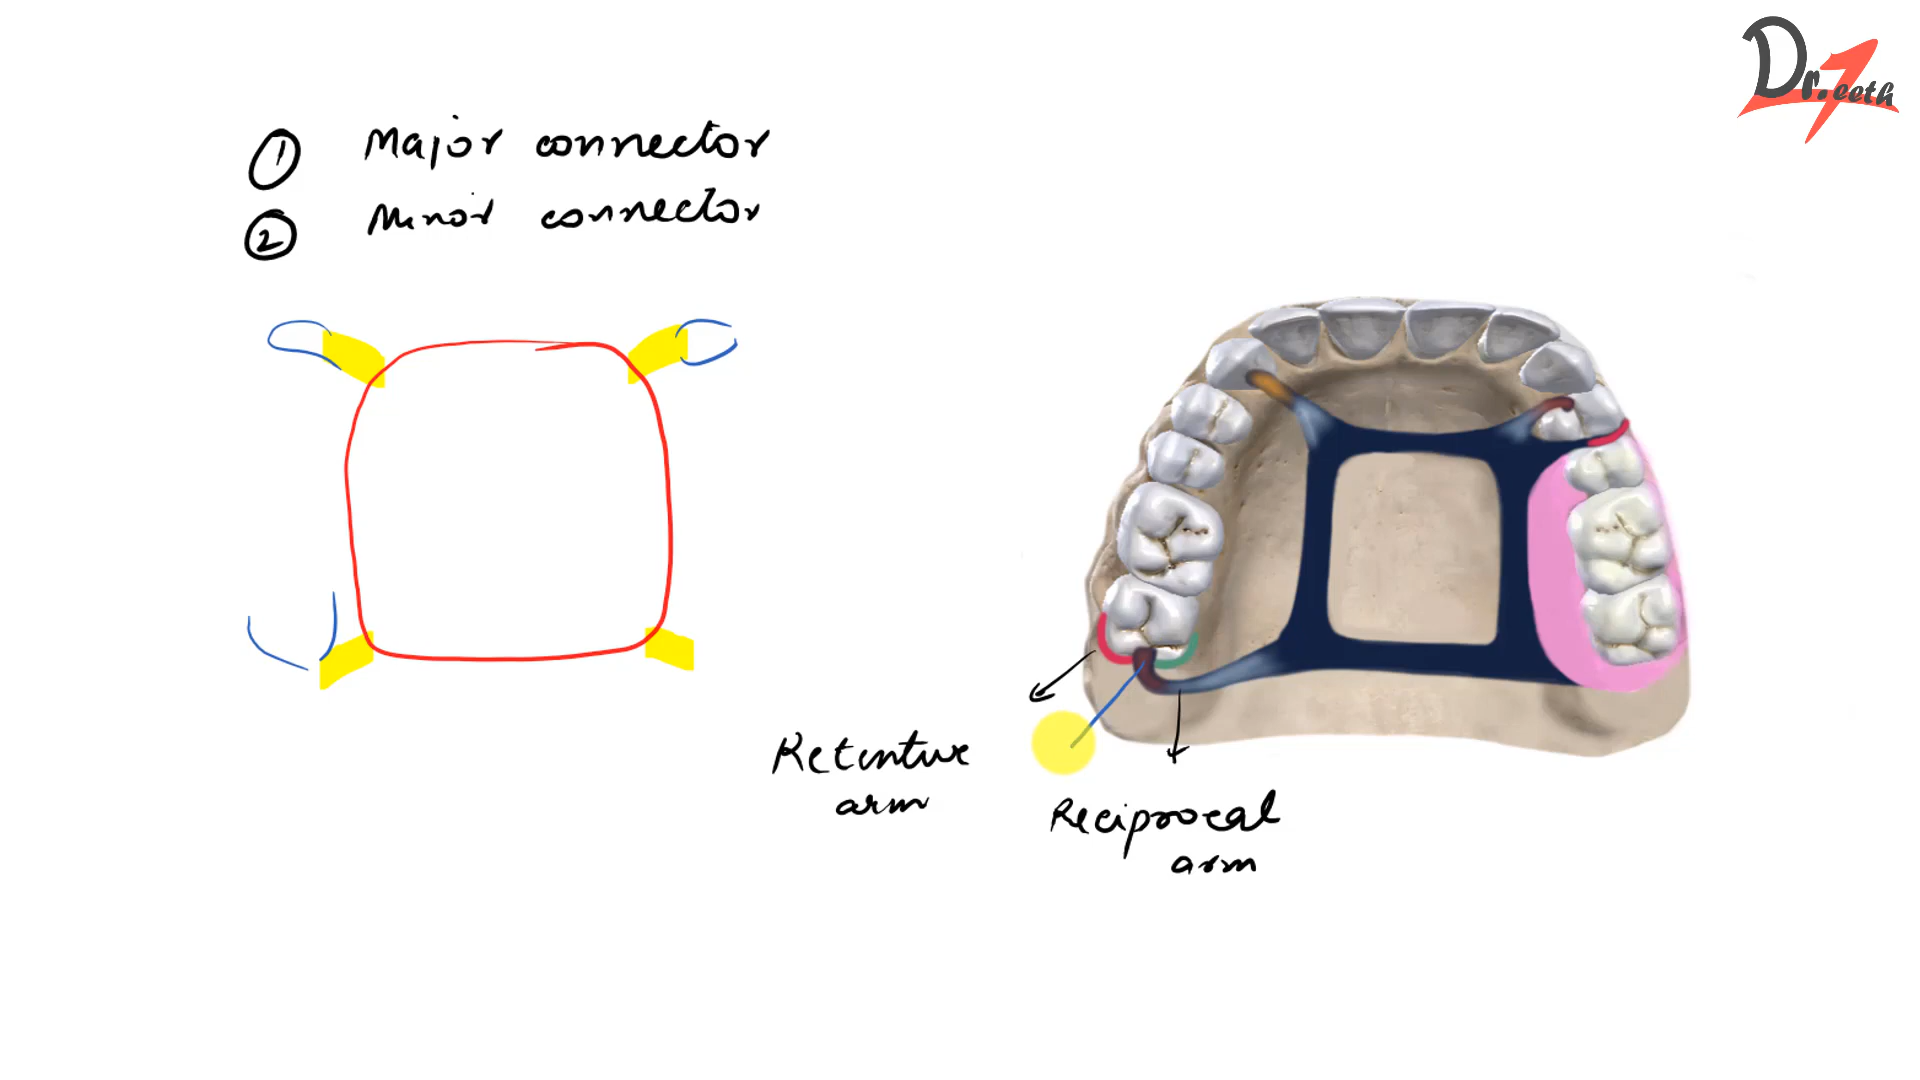 Dr.Teeth
1 Major connector
2 Minor connector
Retentive
arm
Reciprocal
arm